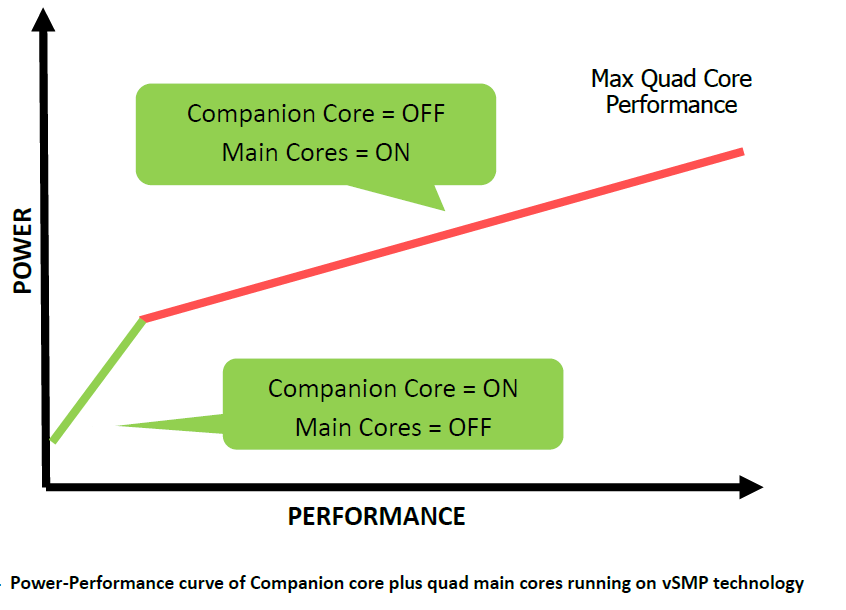 Max Quad Core
Performance
Companion Core = OFF
Main Cores = ON
POWER
Companion Core = ON
Main Cores = OFF
PERFORMANCE
Power-Performance curve of Companion core plus quad main cores running on vSMP technology